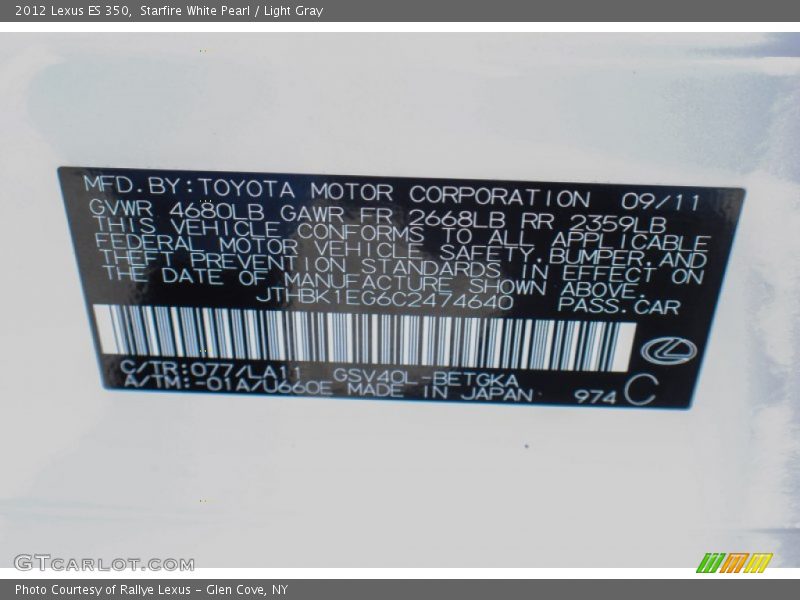 2012 Lexus ES 350, Starfire White Pearl / Light Gray
MFD.BY:TOYOTA MOTOR CORPORATION 09/11
GVWR 4680LB GAWR FR 2668LB RR 2359LB
THIS VEHICLE CONFORMS TO ALL APPLICABLE
FEDERAL MOTOR VEHICLE SAFETY,BUMPER,AND
THEFT PREVENTION STANDARDS IN EFFECT ON
THE DATE OF MANUFACTURE SHOWN ABOVE.
JTHBK1EG6C2474640 PASS.CAR
C/TR:077/LA11 GSV40L-BETGKA
A/TM:-01A/U660E MADE IN JAPAN 974 C
GTCARLOT.COM
Photo Courtesy of Rallye Lexus - Glen Cove, NY